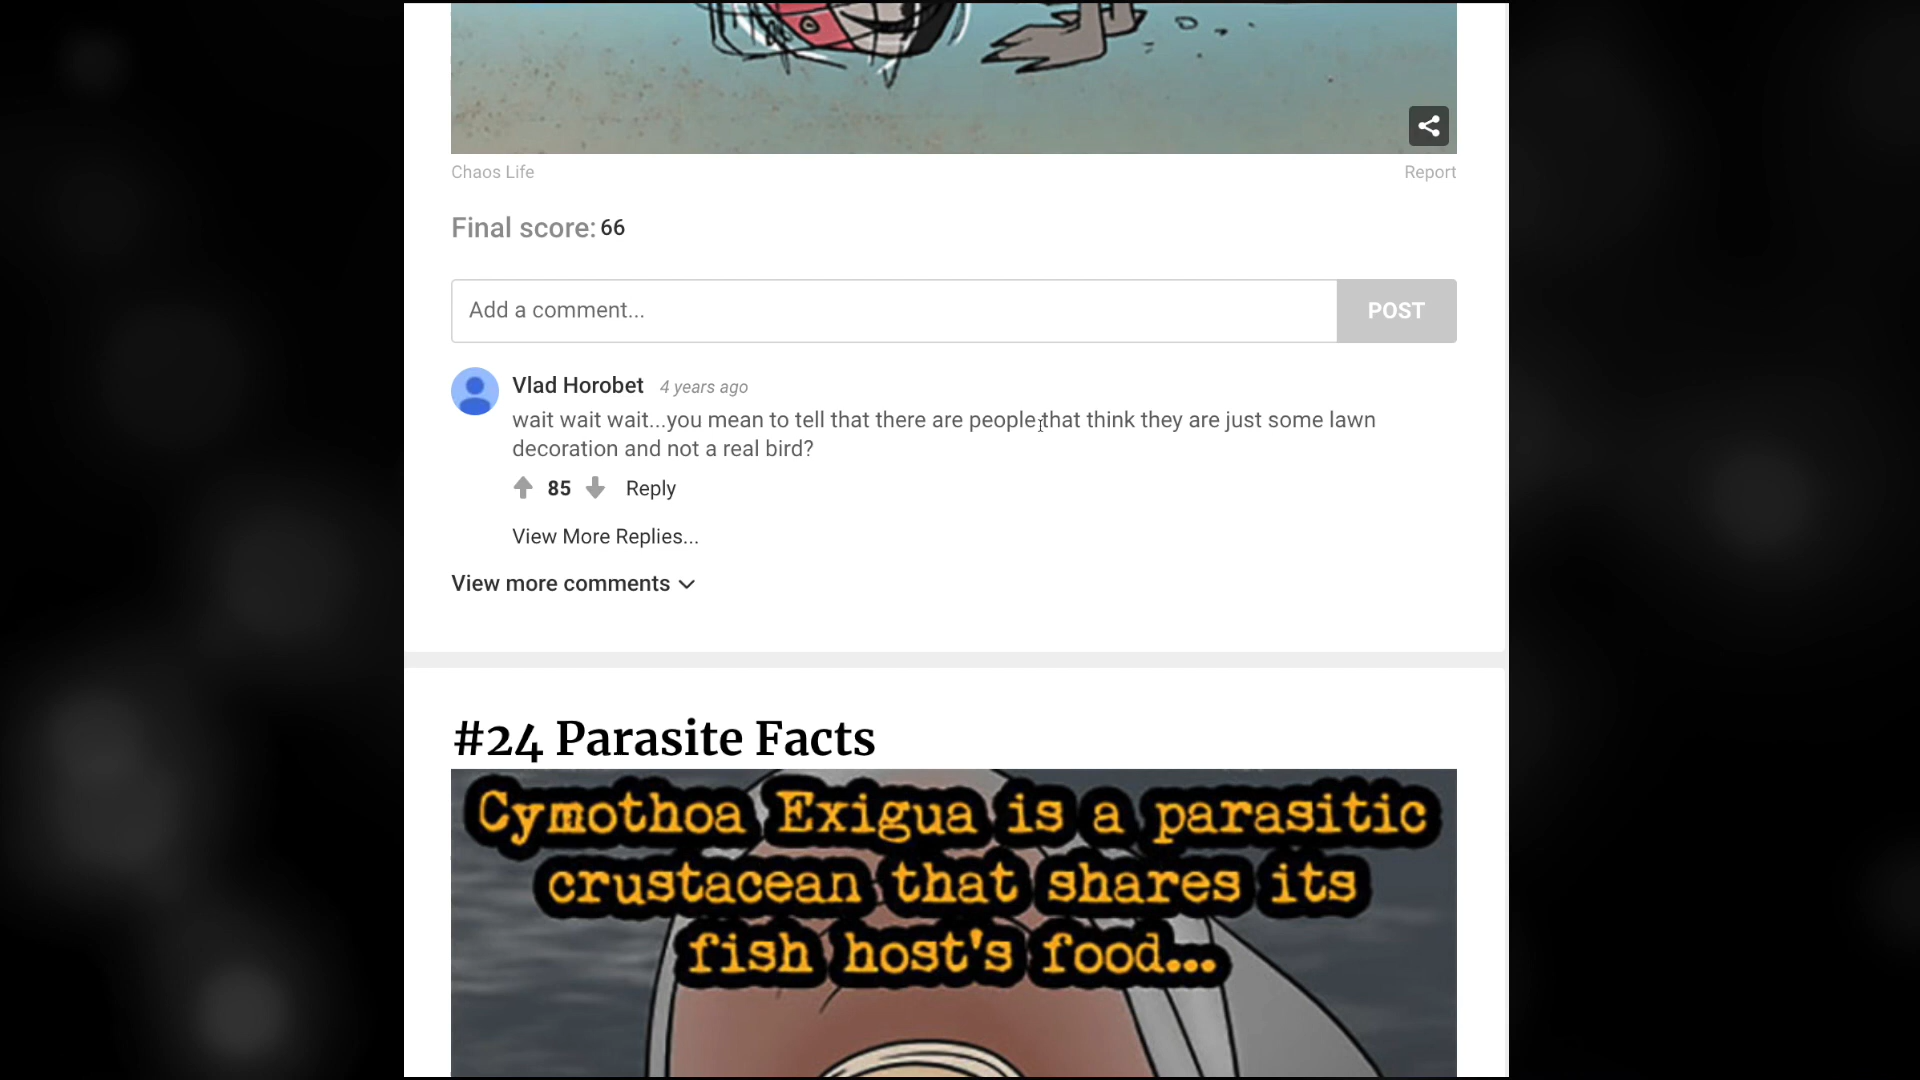 Chaos Life
Report
Final score: 66
Add a comment...
POST
Vlad Horobet 4 years ago
wait wait wait...you mean to tell that there are people that think they are just some lawn
decoration and not a real bird?
85 Reply
View More Replies...
View more comments
#24 Parasite Facts
Cymothoa Exigua is a parasitic
crustacean that shares its
fish host's food...